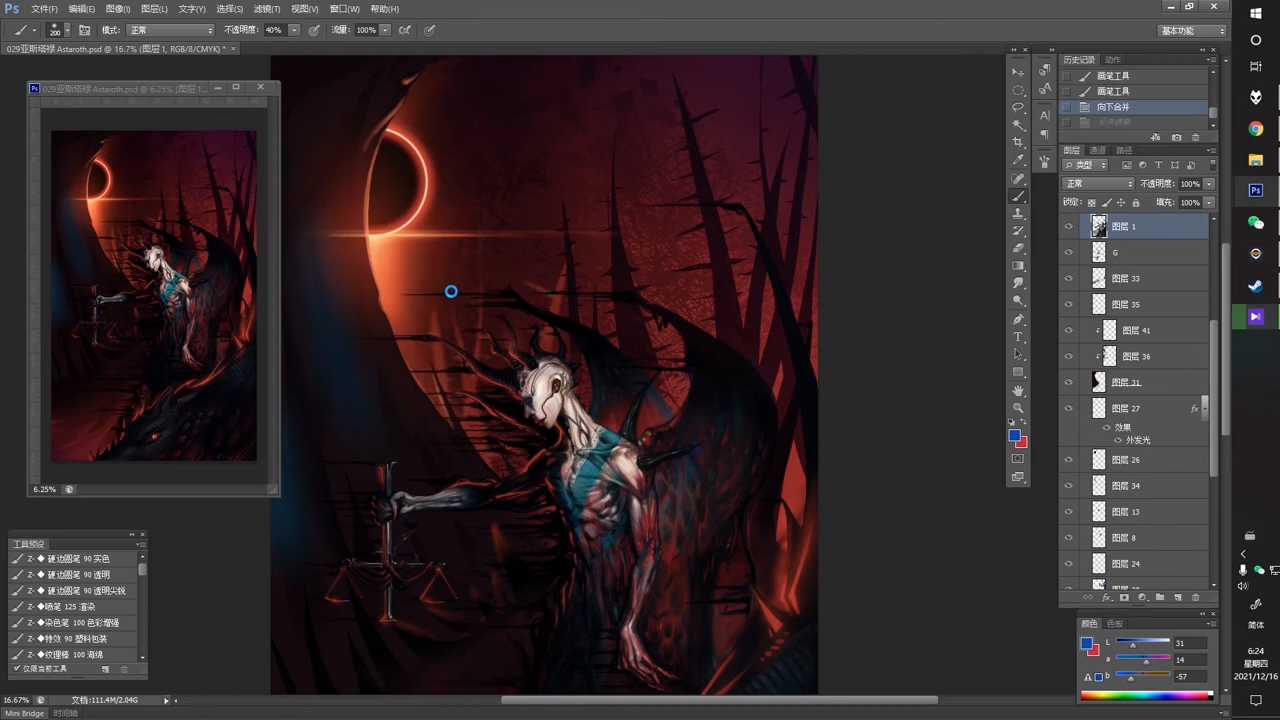 Ps 文件(F) 编辑(E) 图像(I) 图层(L) 文字(Y) 选择(S) 滤镜(T) 视图(V) 窗口(W) 帮助(H)
200 模式: 正常 不透明度: 40% 流量: 100% 基本功能
029亚斯塔禄 Astaroth.psd @ 16.7% (图层 1, RGB/8/CMYK) *
029亚斯塔禄 Astaroth.psd @ 6.25% (图层 1...
6.25%
工具预设
Z- ◆ 硬边圆笔 90 实色
Z- ◆ 硬边圆笔 90 透明
Z- ◆ 硬边圆笔 90 透明尖锐
Z- ◆喷笔 125 渲染
Z- ◆染色笔 100 色彩增强
Z- ◆特效 90 塑料包装
Z- ◆纹理棒 100 海绵
仅限当前工具
16.67% 文档:111.4M/2.04G
Mini Bridge 时间轴
历史记录 动作
画笔工具
画笔工具
向下合并
图层 通道 路径
类型
正常 不透明度: 100%
锁定: 填充: 100%
图层 1
G
图层 33
图层 35
图层 41
图层 36
图层 31
图层 27 fx
效果
外发光
图层 26
图层 34
图层 13
图层 8
图层 24
颜色 色板
L 31
a 14
b -57
简体
6:24
星期四
2021/12/16